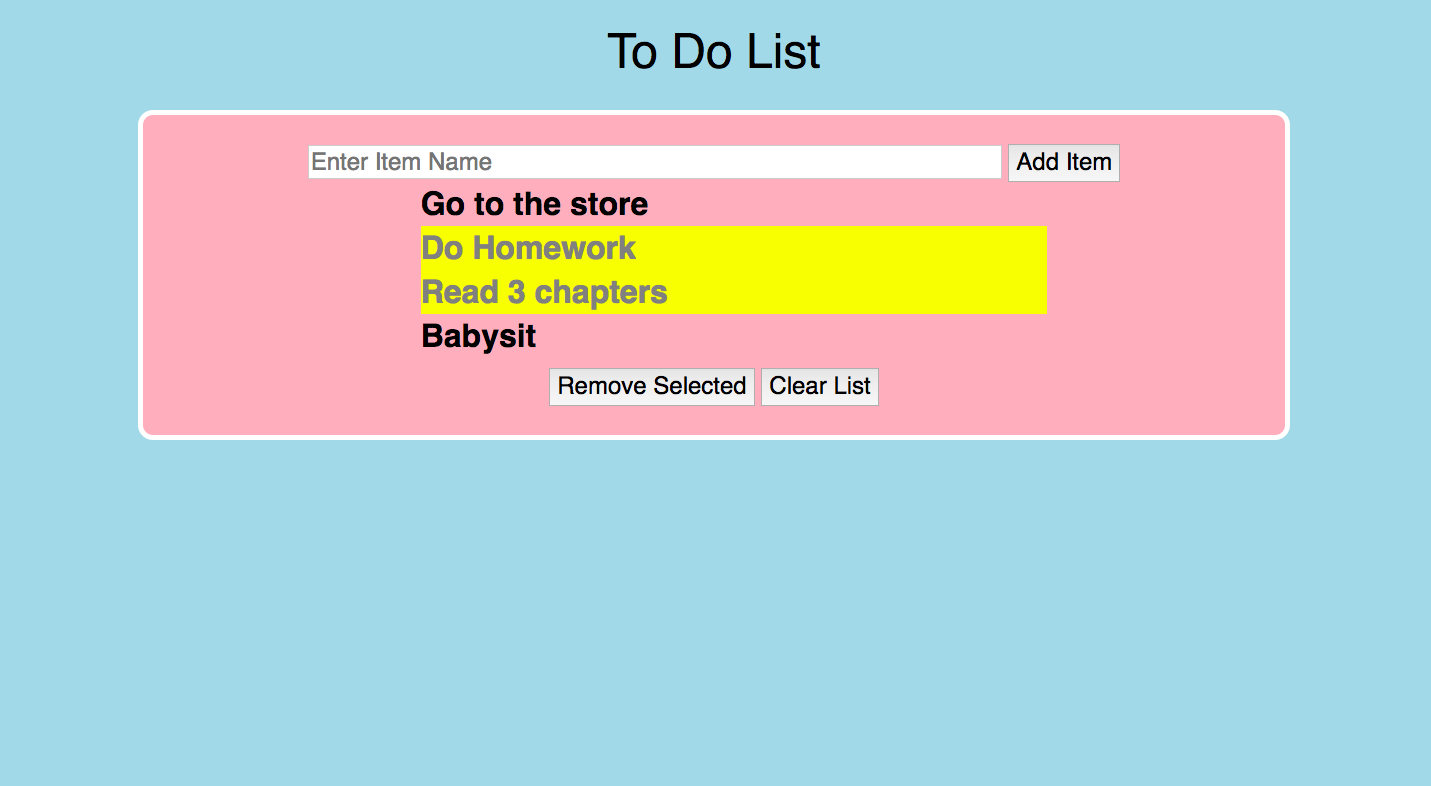 To Do List
Enter Item Name Add Item
Go to the store
Do Homework
Read 3 chapters
Babysit
Remove Selected Clear List